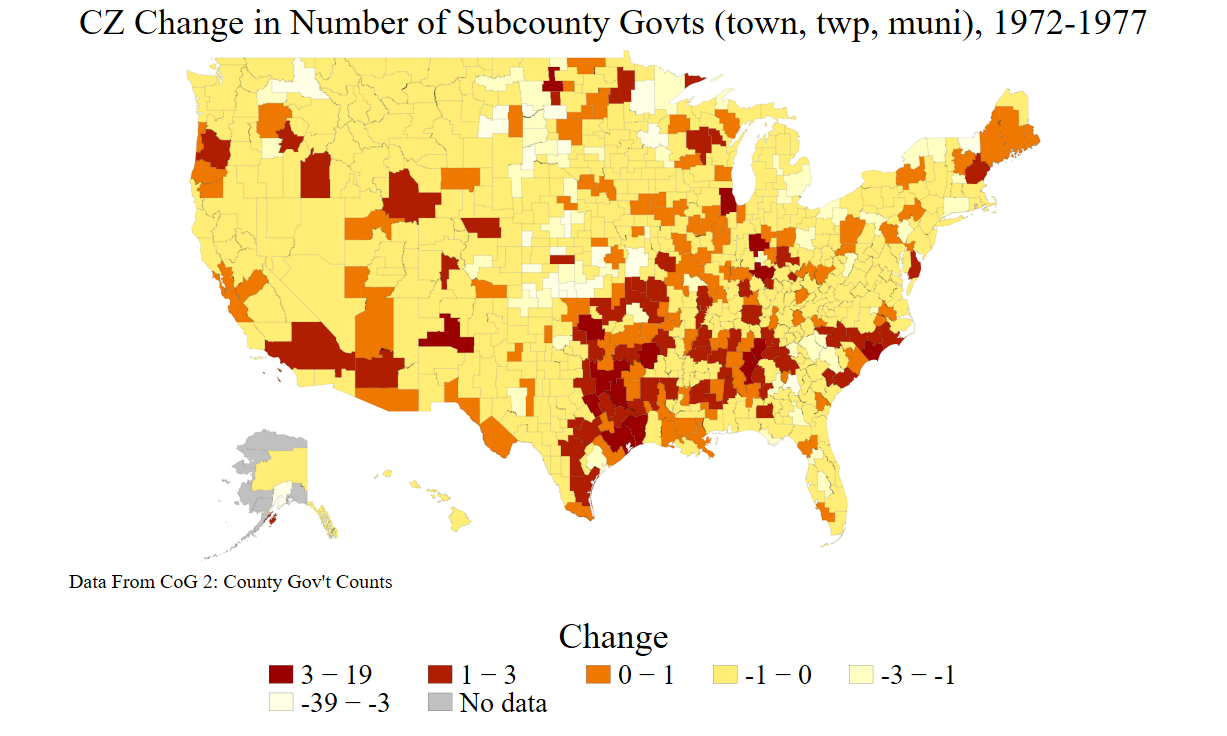 CZ Change in Number of Subcounty Govts (town, twp, muni), 1972-1977
Data From CoG 2: County Gov't Counts
Change
3 − 19 1 − 3 0 − 1 -1 − 0 -3 − -1
-39 − -3 No data